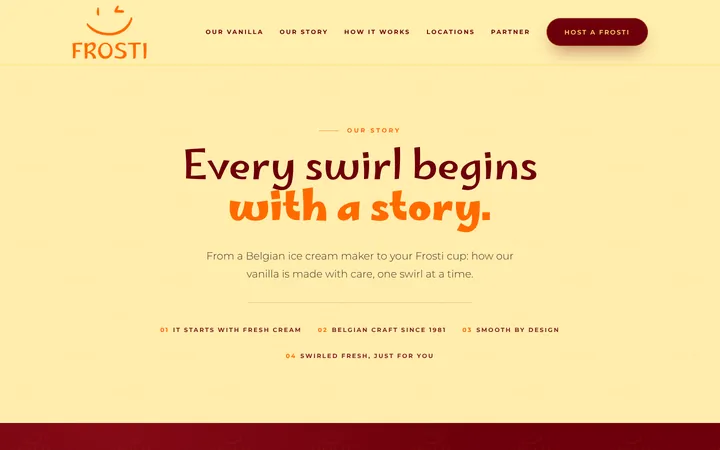 FROSTI
OUR VANILLA
OUR STORY
HOW IT WORKS
LOCATIONS
PARTNER
HOST A FROSTI
OUR STORY
Every swirl begins
with a story.
From a Belgian ice cream maker to your Frosti cup: how our
vanilla is made with care, one swirl at a time.
01 IT STARTS WITH FRESH CREAM
02 BELGIAN CRAFT SINCE 1981
03 SMOOTH BY DESIGN
04 SWIRLED FRESH, JUST FOR YOU